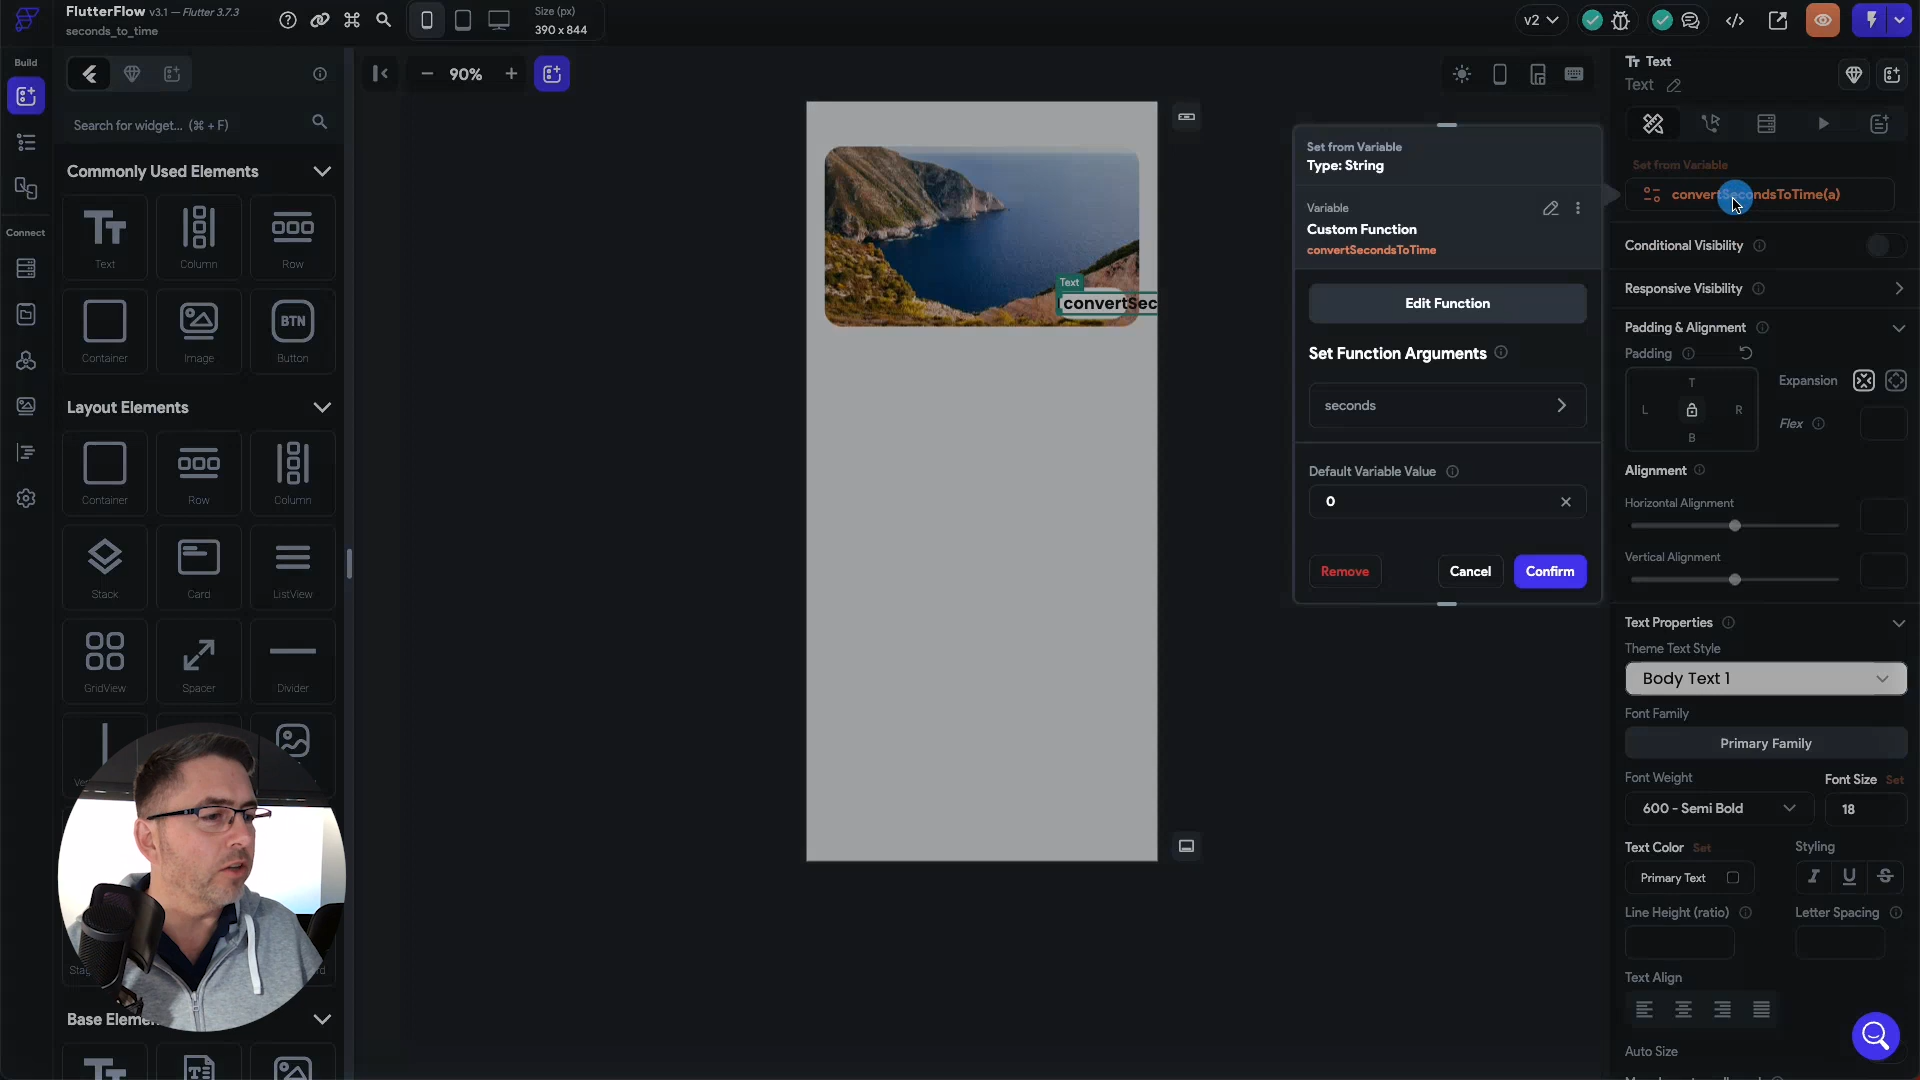 FlutterFlow v3.1 — Flutter 3.7.3
seconds_to_time
Size (px)
390 x 844
v2
Build
Connect
Search for widget... (⌘ + F)
Commonly Used Elements
Text
Column
Row
Container
Image
BTN
Button
Layout Elements
Container
Row
Column
Stack
Card
ListView
GridView
Spacer
Divider
Base Eleme
90%
Text
convertSec
Set from Variable
Type: String
Variable
Custom Function
convertSecondsToTime
Edit Function
Set Function Arguments
seconds
Default Variable Value
0
Remove
Cancel
Confirm
Tt Text
Text
Set from Variable
convertSecondsToTime(a)
Conditional Visibility
Responsive Visibility
Padding & Alignment
Padding
Expansion
T
L
R
B
Flex
Alignment
Horizontal Alignment
Vertical Alignment
Text Properties
Theme Text Style
Body Text 1
Font Family
Primary Family
Font Weight
Font Size Set
600 - Semi Bold
18
Text Color Set
Styling
Primary Text
I U S
Line Height (ratio)
Letter Spacing
Text Align
Auto Size